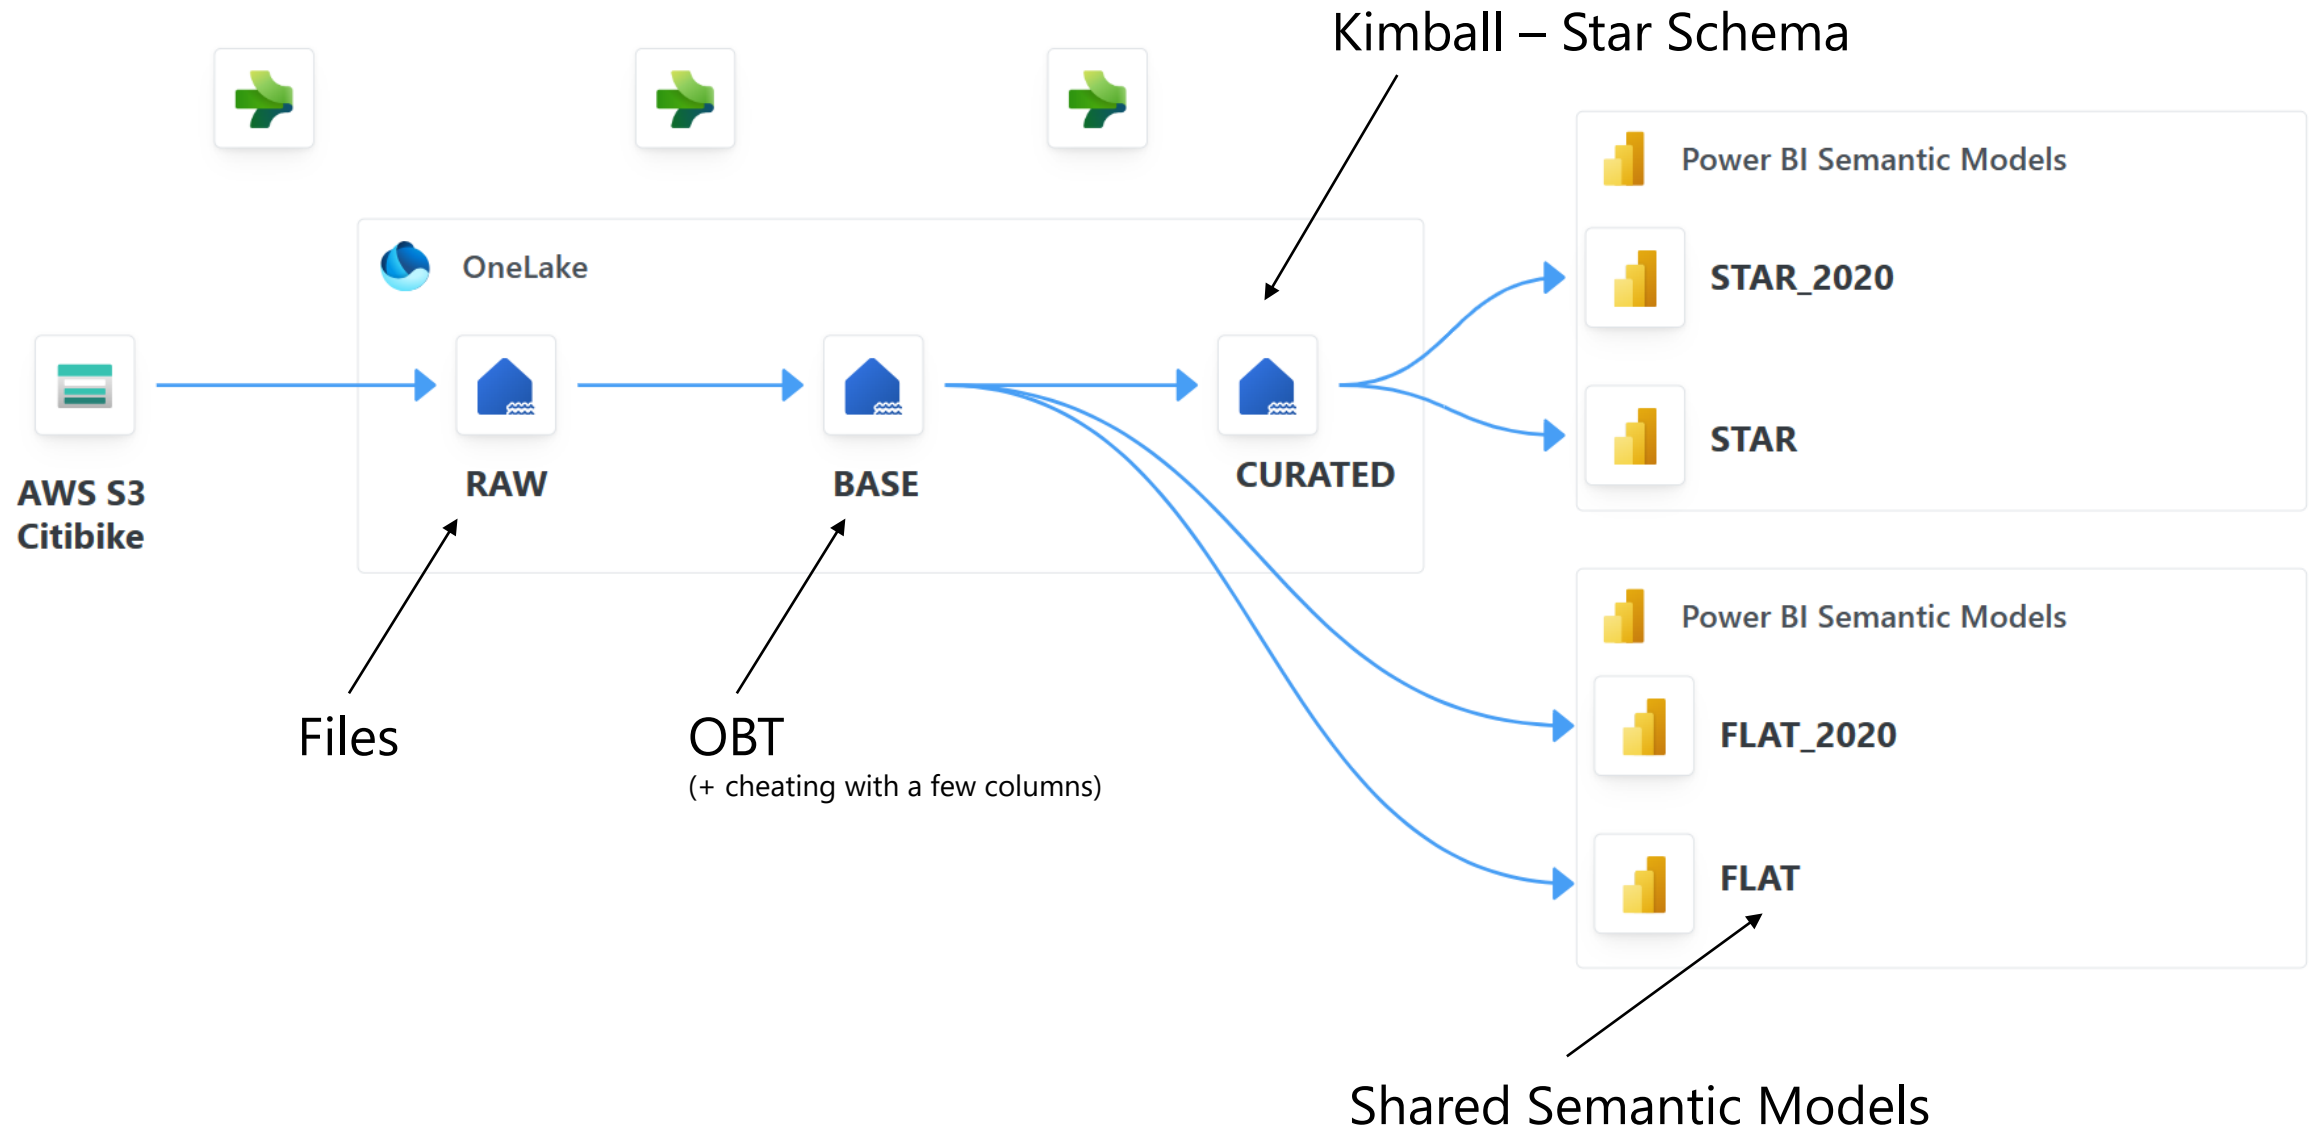 Kimball – Star Schema
Power BI Semantic Models
OneLake
STAR_2020
STAR
AWS S3
Citibike
RAW
BASE
CURATED
Power BI Semantic Models
Files
OBT
(+ cheating with a few columns)
FLAT_2020
FLAT
Shared Semantic Models